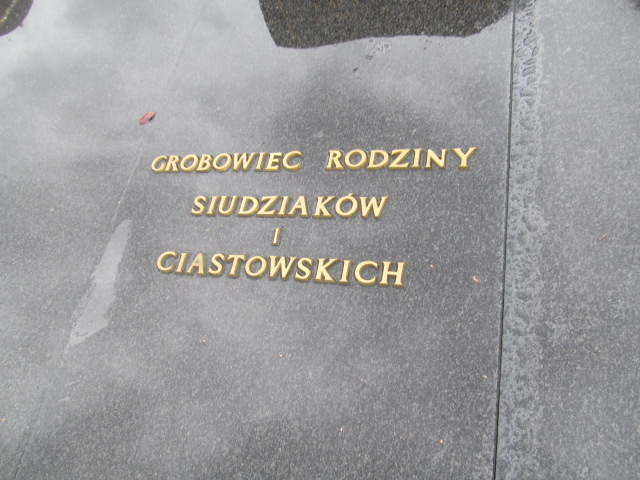 GROBOWIEC RODZINY
SIUDZIAKÓW
I
CIASTOWSKICH